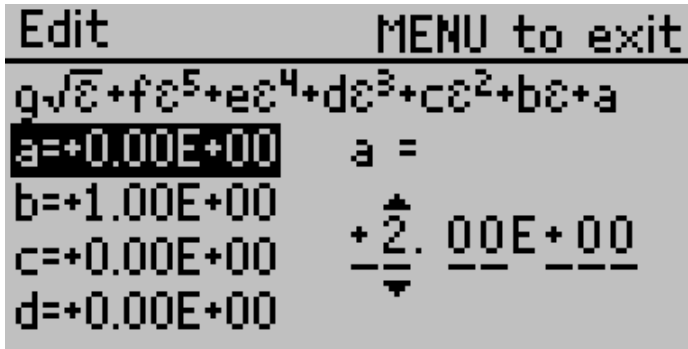 Edit MENU to exit
g√ε+fε⁵+eε⁴+dε³+cε²+bε+a
a=+0.00E+00 a =
b=+1.00E+00
+2.00E+00
c=+0.00E+00
d=+0.00E+00